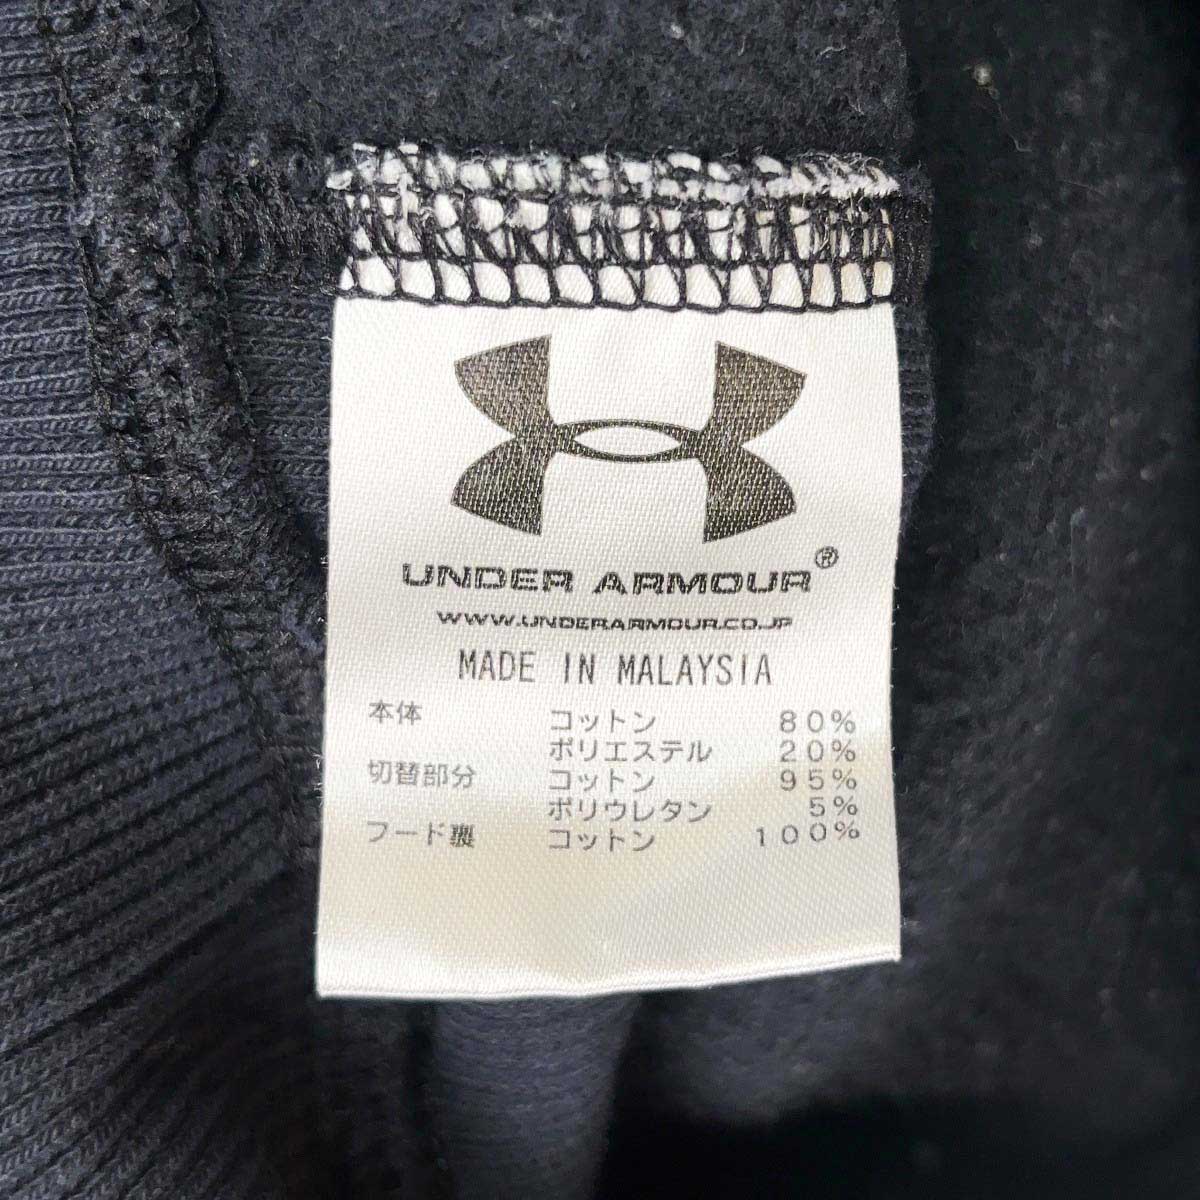 UNDER ARMOUR®
WWW.UNDERARMOUR.CO.JP
MADE IN MALAYSIA
本体 コットン 80%
ポリエステル 20%
切替部分 コットン 95%
ポリウレタン 5%
フード裏 コットン 100%